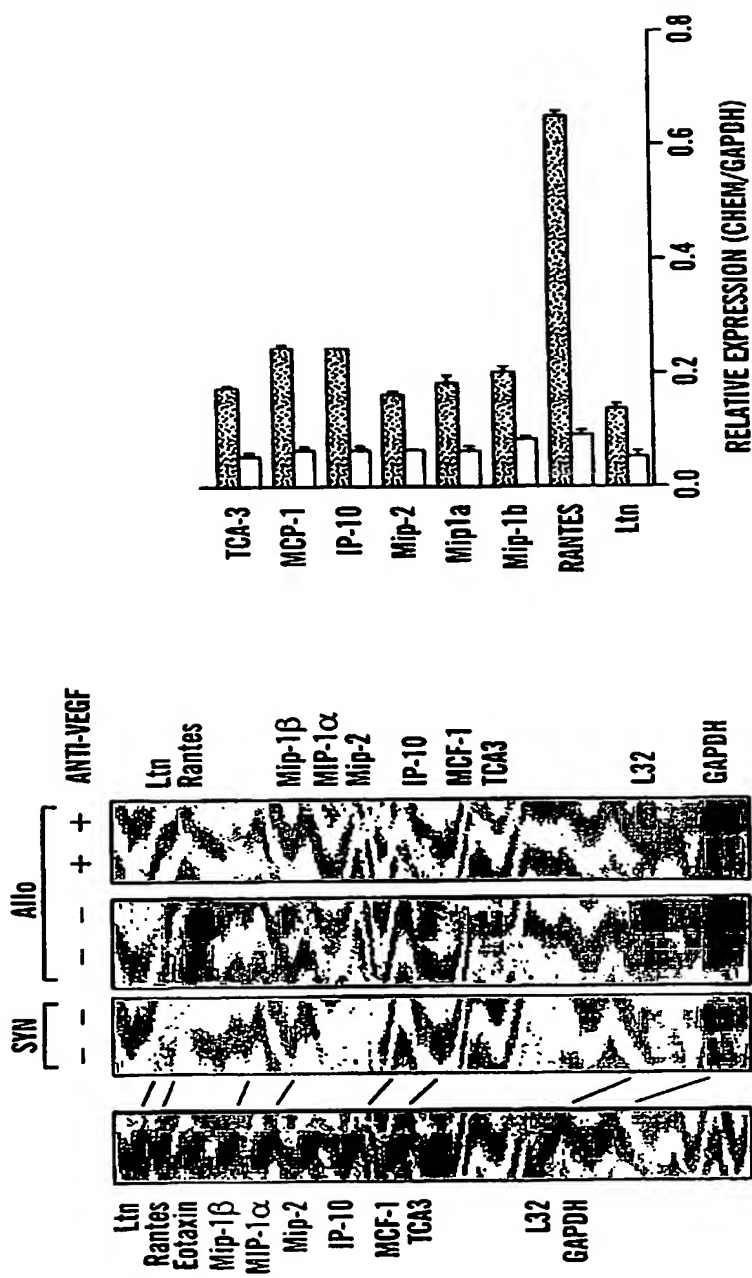 SYN
Allo
- - - - + + ANTI-VEGF
Ltn
Rantes
Eotaxin
Mip-1β
MIP-1α
Mip-2
IP-10
MCF-1
TCA3
L32
GAPDH
Ltn
Rantes
Mip-1β
MIP-1α
Mip-2
IP-10
MCF-1
TCA3
L32
GAPDH
TCA-3
MCP-1
IP-10
Mip-2
Mip1a
Mip-1b
RANTES
Ltn
0.0 0.2 0.4 0.6 0.8
RELATIVE EXPRESSION (CHEM/GAPDH)